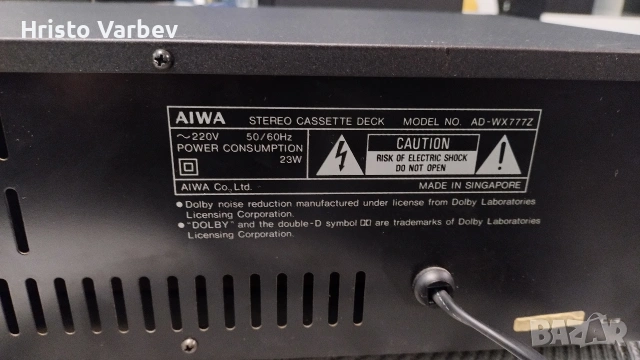 Hristo Varbev
AIWA STEREO CASSETTE DECK MODEL NO. AD-WX777Z
~220V 50/60Hz
POWER CONSUMPTION
23W
CAUTION
RISK OF ELECTRIC SHOCK
DO NOT OPEN
AIWA Co., Ltd. MADE IN SINGAPORE
● Dolby noise reduction manufactured under license from Dolby Laboratories
Licensing Corporation.
● "DOLBY" and the double-D symbol are trademarks of Dolby Laboratories
Licensing Corporation.
BAZAR